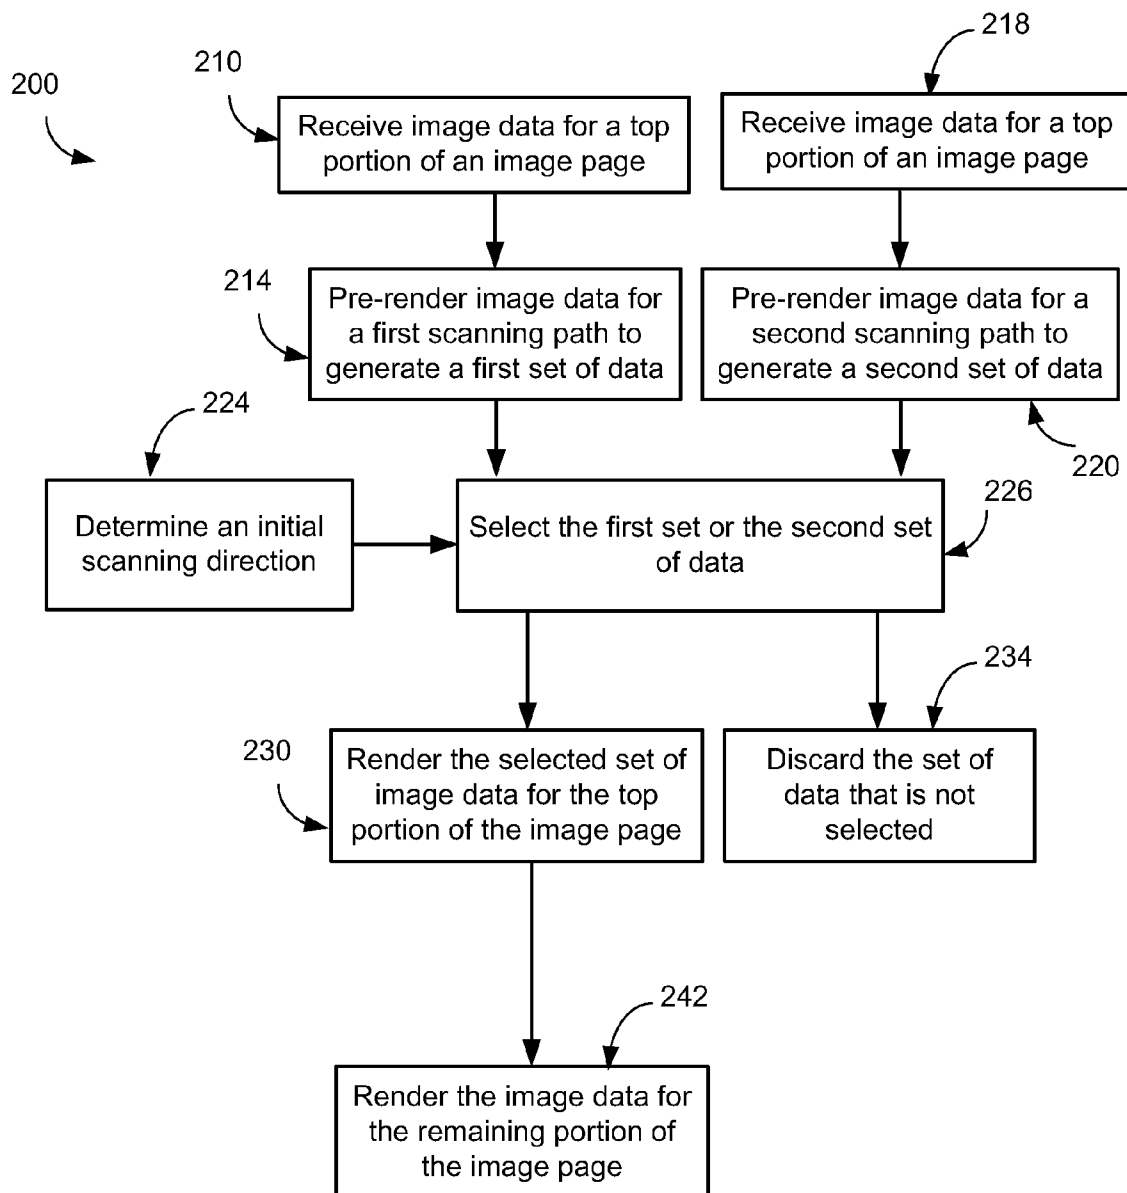 218
210
200
Receive image data for a top
portion of an image page
Receive image data for a top
portion of an image page
214
Pre-render image data for
a first scanning path to
generate a first set of data
Pre-render image data for a
second scanning path to
generate a second set of data
224
220
226
Determine an initial
scanning direction
Select the first set or the second set
of data
234
230
Render the selected set of
image data for the top
portion of the image page
Discard the set of
data that is not
selected
242
Render the image data for
the remaining portion of
the image page